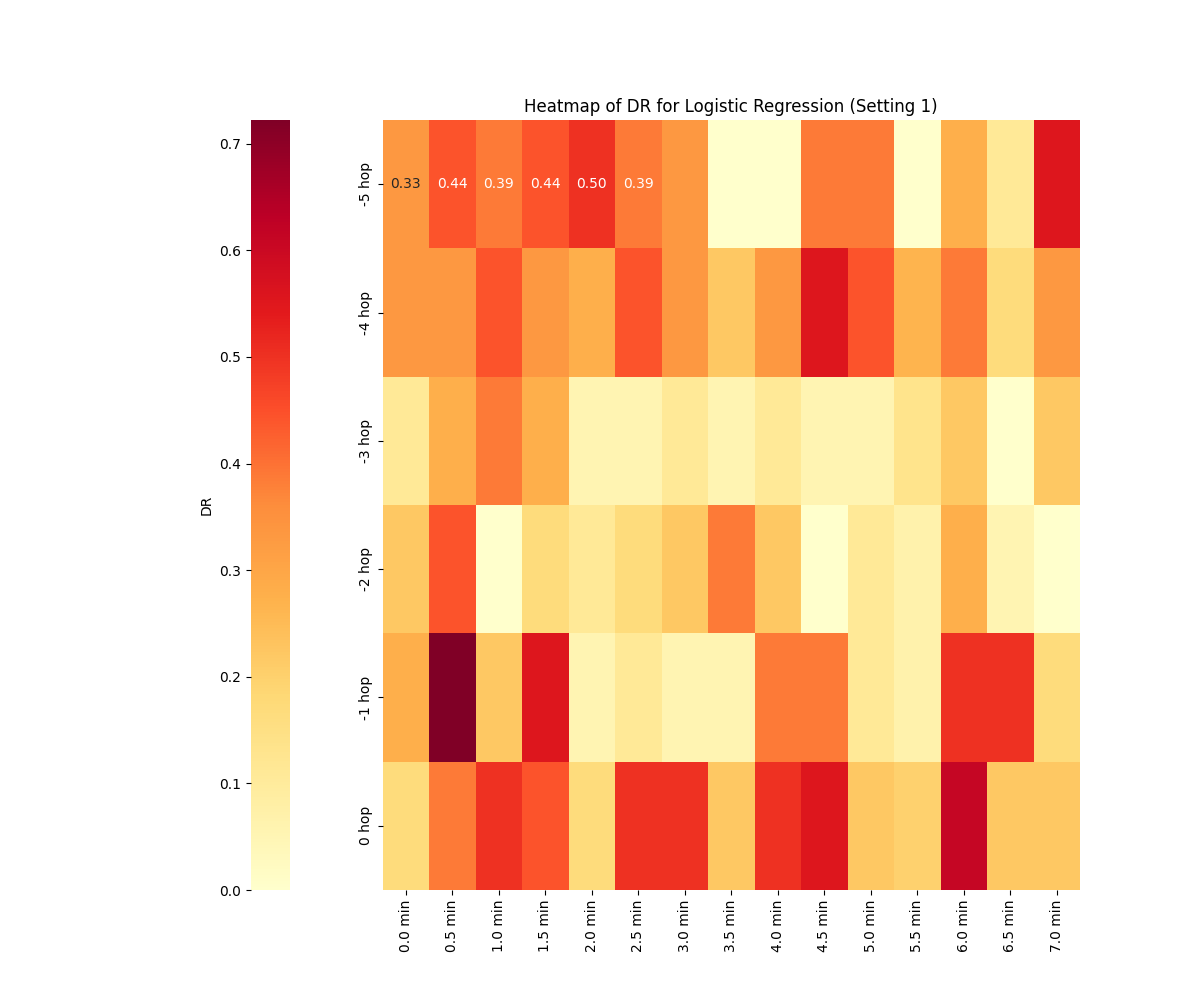 Heatmap of DR for Logistic Regression (Setting 1)
0.7
0.6
0.5
0.4
0.3
0.2
0.1
0.0
DR
-5 hop
-4 hop
-3 hop
-2 hop
-1 hop
0 hop
0.33 0.44 0.39 0.44 0.50 0.39
0.0 min
0.5 min
1.0 min
1.5 min
2.0 min
2.5 min
3.0 min
3.5 min
4.0 min
4.5 min
5.0 min
5.5 min
6.0 min
6.5 min
7.0 min